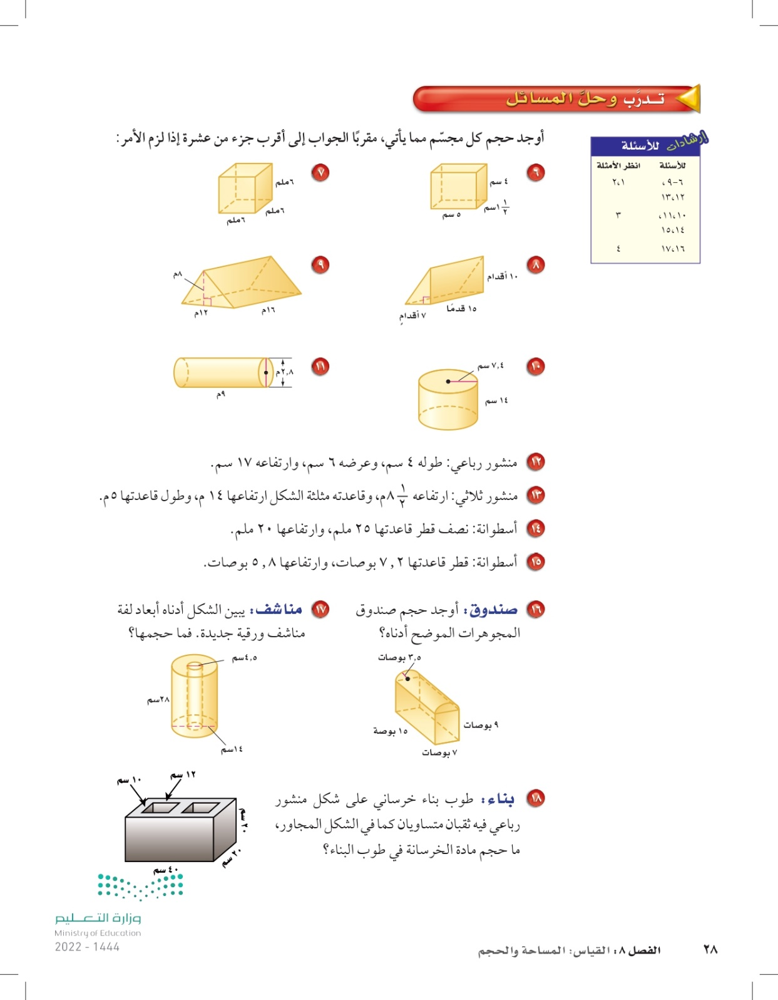 تدرَّب وحلَّ المسائل
إرشادات للأسئلة
للأسئلة انظر الأمثلة
٦-٩، ١،٢
١٢،١٣
١٠،١١، ٣
١٤،١٥
١٦،١٧ ٤
أوجد حجم كل مجسّم مما يأتي، مقربًا الجواب إلى أقرب جزء من عشرة إذا لزم الأمر:
٦
٤ سم
١ ١/٢ سم
٥ سم
٧
٦ملم
٦ملم
٦ملم
٨
١٠ أقدام
١٥ قدمًا
٧ أقدامٍ
٩
٨م
١٢م
١٦م
١٠
٧,٤ سم
١٤ سم
١١
٢,٨م
٩م
١٢ منشور رباعي: طوله ٤ سم، وعرضه ٦ سم، وارتفاعه ١٧ سم.
١٣ منشور ثلاثي: ارتفاعه ٨ ١/٢ م، وقاعدته مثلثة الشكل ارتفاعها ١٤ م، وطول قاعدتها ٥م.
١٤ أسطوانة: نصف قطر قاعدتها ٢٥ ملم، وارتفاعها ٢٠ ملم.
١٥ أسطوانة: قطر قاعدتها ٧,٢ بوصات، وارتفاعها ٥,٨ بوصات.
١٦ صندوق: أوجد حجم صندوق
المجوهرات الموضح أدناه؟
٣,٥ بوصات
٩ بوصات
١٥ بوصة
٧ بوصات
١٧ مناشف: يبين الشكل أدناه أبعاد لفة
مناشف ورقية جديدة. فما حجمها؟
٤,٥سم
٢٨سم
١٤سم
١٨ بناء: طوب بناء خرساني على شكل منشور
رباعي فيه ثقبان متساويان كما في الشكل المجاور،
ما حجم مادة الخرسانة في طوب البناء؟
١٢ سم
١٠ سم
٢٠ سم
٢٠ سم
٤٠ سم
وزارة التعليم
Ministry of Education
2022 - 1444
٢٨ الفصل ٨: القياس: المساحة والحجم